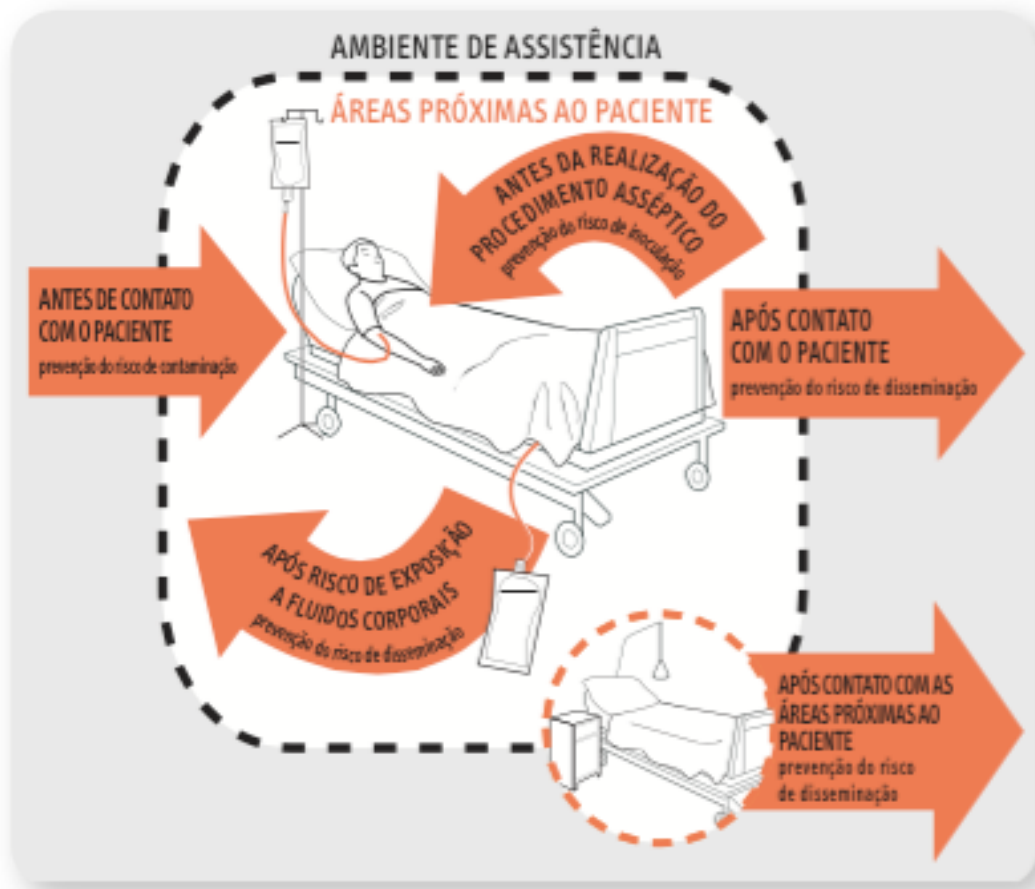 AMBIENTE DE ASSISTÊNCIA
ÁREAS PRÓXIMAS AO PACIENTE
ANTES DA REALIZAÇÃO DO
PROCEDIMENTO ASSÉPTICO
prevenção do risco de inoculação
ANTES DE CONTATO
COM O PACIENTE
prevenção do risco de contaminação
APÓS CONTATO
COM O PACIENTE
prevenção do risco de disseminação
APÓS RISCO DE EXPOSIÇÃO
A FLUIDOS CORPORAIS
prevenção do risco de disseminação
APÓS CONTATO COM AS
ÁREAS PRÓXIMAS AO
PACIENTE
prevenção do risco
de disseminação